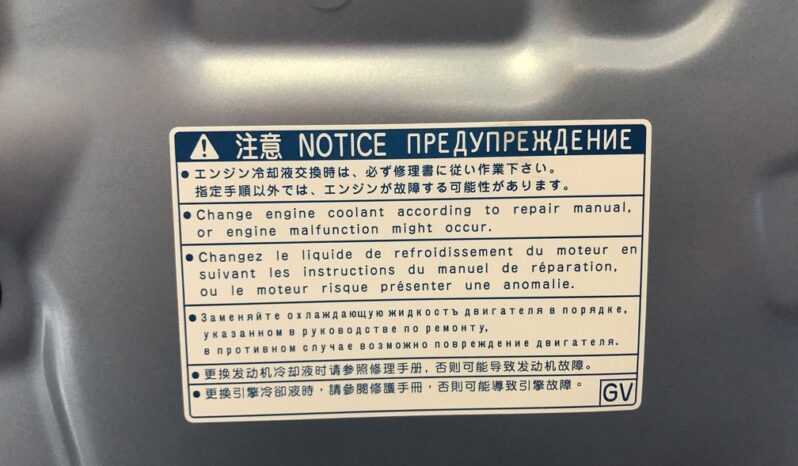 注意 NOTICE ПРЕДУПРЕЖДЕНИЕ
● エンジン冷却液交換時は、必ず修理書に従い作業下さい。
指定手順以外では、エンジンが故障する可能性があります。
● Change engine coolant according to repair manual,
or engine malfunction might occur.
● Changez le liquide de refroidissement du moteur en
suivant les instructions du manuel de réparation,
ou le moteur risque présenter une anomalie.
● Заменяйте охлаждающую жидкость двигателя в порядке,
указанном в руководстве по ремонту,
в противном случае возможно повреждение двигателя.
● 更换发动机冷却液时请参照修理手册, 否则可能导致发动机故障。
● 更換引擎冷卻液時，請參閱修護手冊，否則可能導致引擎故障。
GV